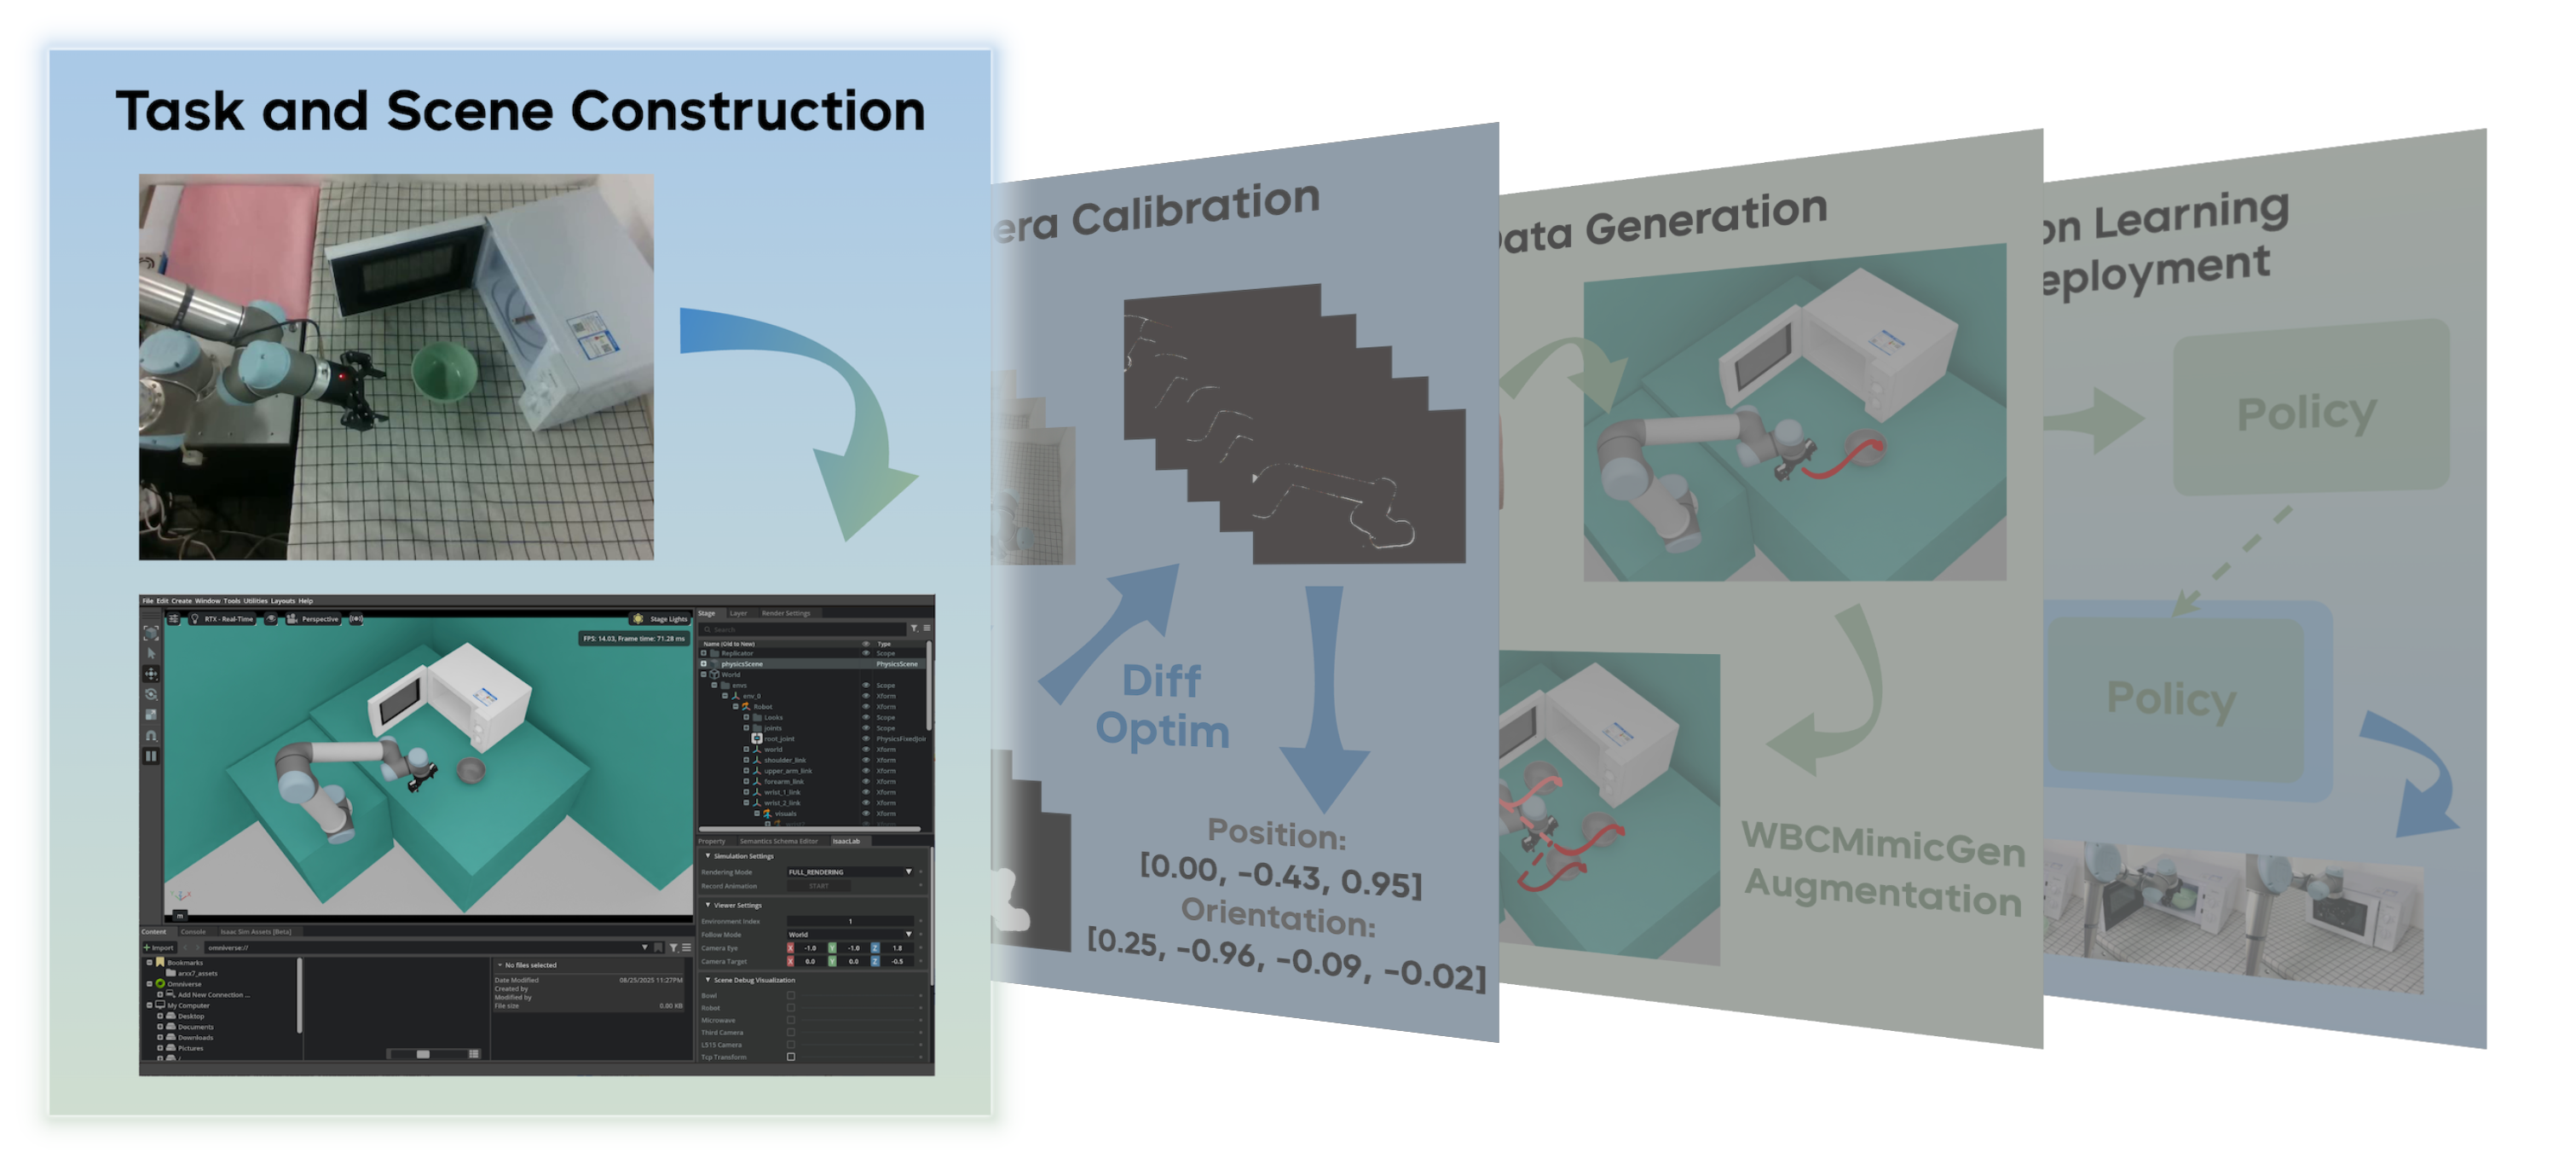 Task and Scene Construction
File Edit Create Window Tools Utilities Layouts Help
RTX - Real-Time
Perspective
Stage Lights
FPS: 14.03, Frame time: 71.28 ms
Stage Layer Render Settings
Search
Name (Old to New) Type
Replicator Scope
physicsScene PhysicsScene
World
envs Scope
env_0 Xform
Robot Xform
Looks Scope
joints Scope
root_joint PhysicsFixedJoin
world Xform
shoulder_link Xform
upper_arm_link Xform
forearm_link Xform
wrist_1_link Xform
wrist_2_link Xform
visuals Xform
Property Semantics Schema Editor IsaacLab
Simulation Settings
Rendering Mode FULL_RENDERING
Record Animation START
Viewer Settings
Environment Index 1
Follow Mode World
Camera Eye X -1.0 Y -1.0 Z 1.8
Camera Target X 0.0 Y 0.0 Z -0.5
Scene Debug Visualization
Bowl
Robot
Microwave
Third Camera
L515 Camera
Tcp Transform
m
Content Console Isaac Sim Assets [Beta]
+ Import omniverse://
Bookmarks
arxx7_assets
Omniverse
Add New Connection ...
My Computer
Desktop
Documents
Downloads
Pictures
/
No files selected
Date Modified 08/25/2025 11:27PM
Created by
Modified by
File size 0.00 KB
era Calibration
Diff
Optim
Position:
[0.00, -0.43, 0.95]
Orientation:
[0.25, -0.96, -0.09, -0.02]
ata Generation
WBCMimicGen
Augmentation
on Learning
eployment
Policy
Policy